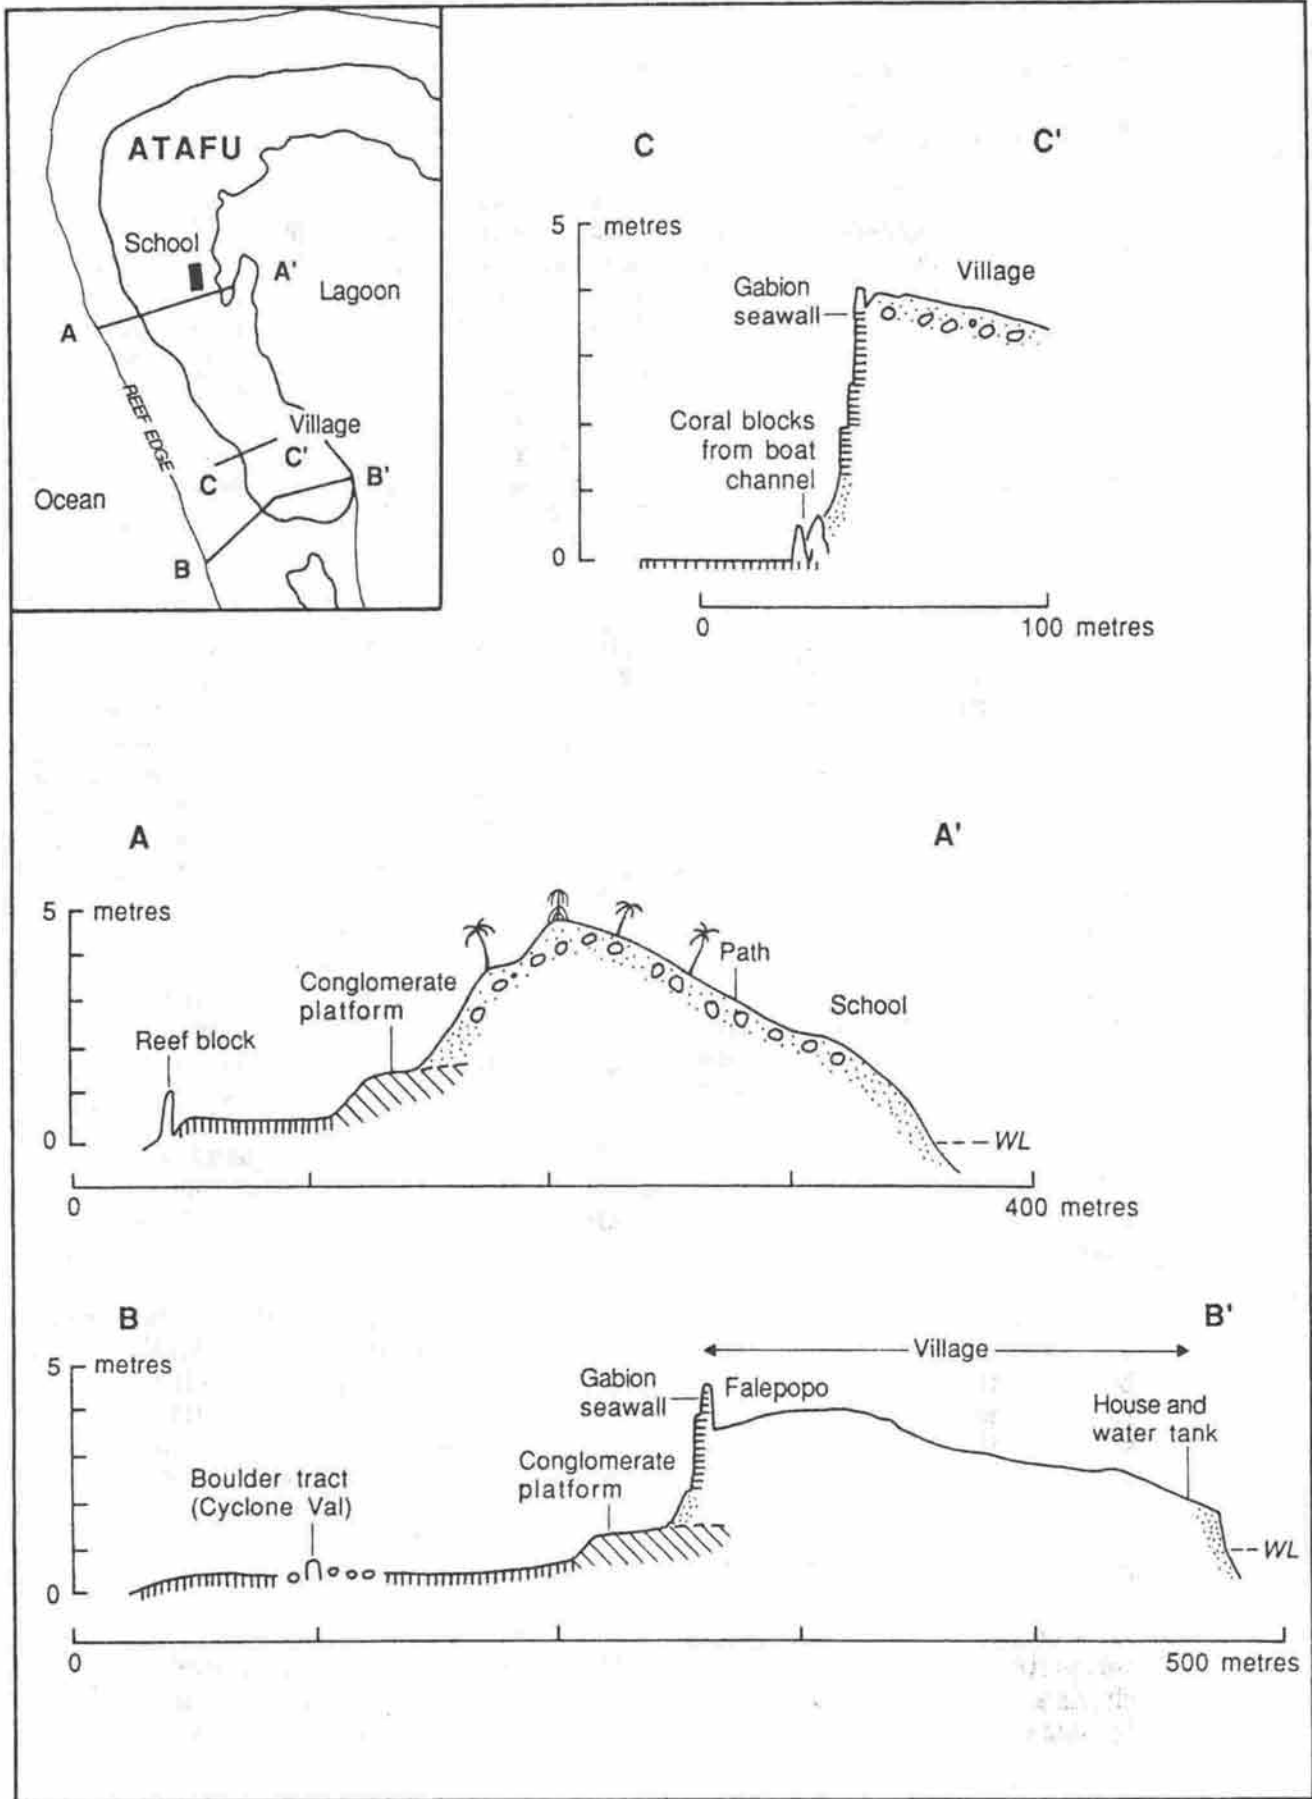 ATAFU
School
A'
Lagoon
A
REEF EDGE
Village
C'
C
B'
Ocean
B
C
C'
5 metres
Village
Gabion
seawall
Coral blocks
from boat
channel
0
0
100 metres
A
A'
5 metres
Conglomerate
platform
Path
School
Reef block
0
WL
0
400 metres
B
B'
5 metres
Village
Gabion
seawall
Falepopo
House and
water tank
Conglomerate
platform
Boulder tract
(Cyclone Val)
WL
0
0
500 metres